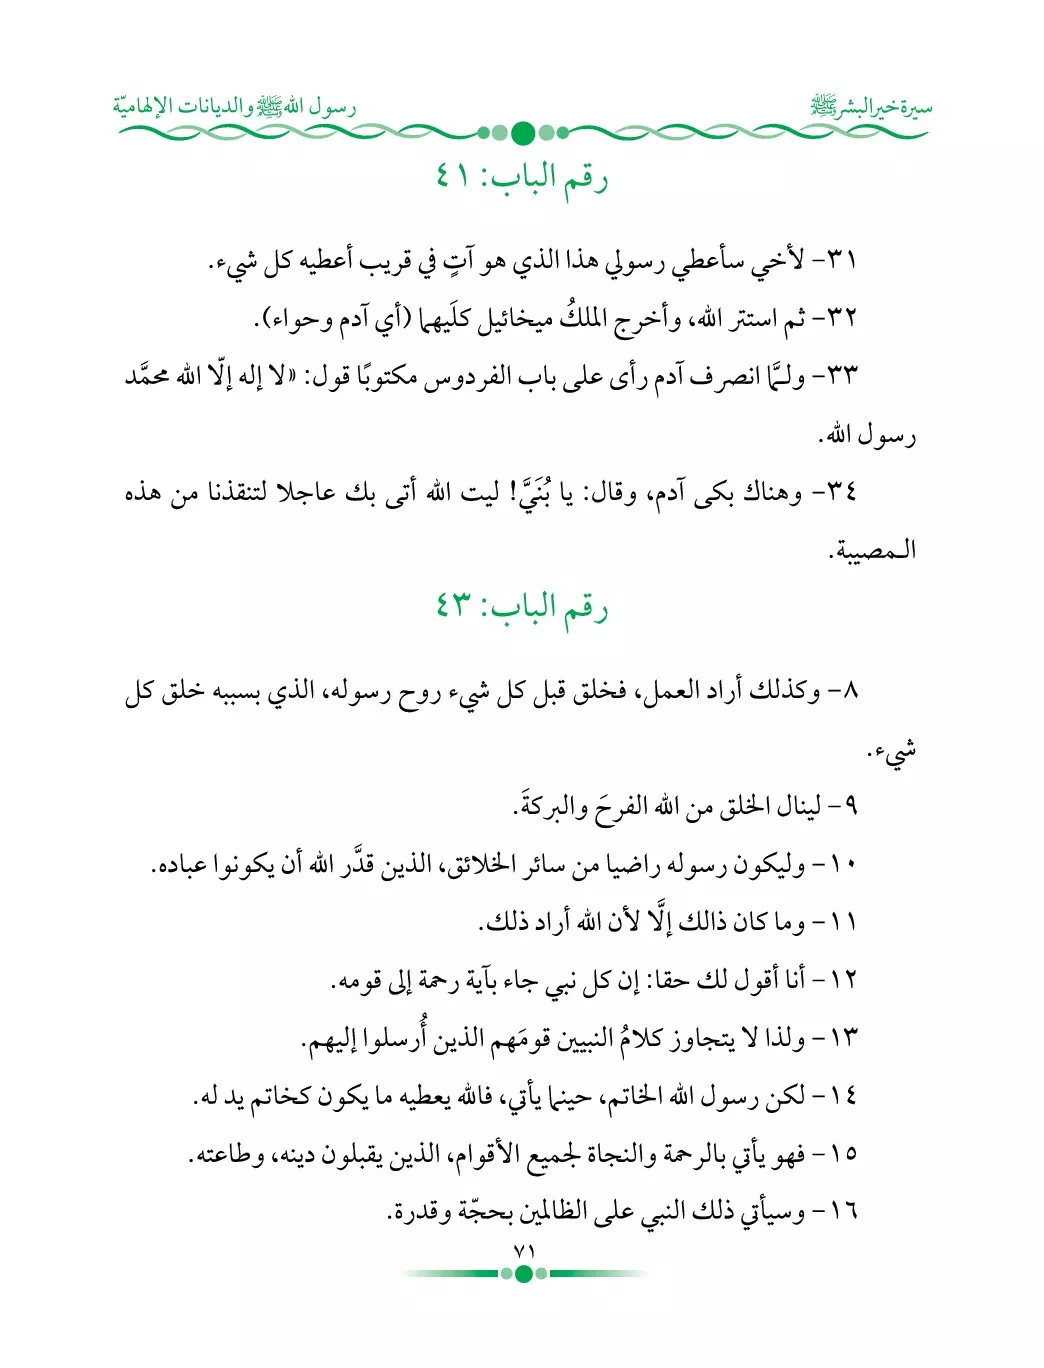 سيرة خير البشر ﷺ
رسول الله ﷺ والديانات الإلهاميّة
رقم الباب: ٤١
٣١- لأخي سأعطي رسولي هذا الذي هو آتٍ في قريب أعطيه كل شيء.
٣٢- ثم استتر الله، وأخرج الملكُ ميخائيل كلَيهما (أي آدم وحواء).
٣٣- ولـمَّا انصرف آدم رأى على باب الفردوس مكتوبًا قول: «لا إله إلّا الله محمَّد
رسول الله.
٣٤- وهناك بكى آدم، وقال: يا بُنَيَّ! ليت الله أتى بك عاجلا لتنقذنا من هذه
الـمصيبة.
رقم الباب: ٤٣
٨- وكذلك أراد العمل، فخلق قبل كل شيء روح رسوله، الذي بسببه خلق كل
شيء.
٩- لينال الخلق من الله الفرحَ والبركةَ.
١٠- وليكون رسوله راضيا من سائر الخلائق، الذين قدَّر الله أن يكونوا عباده.
١١- وما كان ذالك إلَّا لأن الله أراد ذلك.
١٢- أنا أقول لك حقا: إن كل نبي جاء بآية رحمة إلى قومه.
١٣- ولذا لا يتجاوز كلامُ النبيين قومَهم الذين أُرسلوا إليهم.
١٤- لكن رسول الله الخاتم، حينما يأتي، فالله يعطيه ما يكون كخاتم يد له.
١٥- فهو يأتي بالرحمة والنجاة لجميع الأقوام، الذين يقبلون دينه، وطاعته.
١٦- وسيأتي ذلك النبي على الظالمين بحجّة وقدرة.
٧١